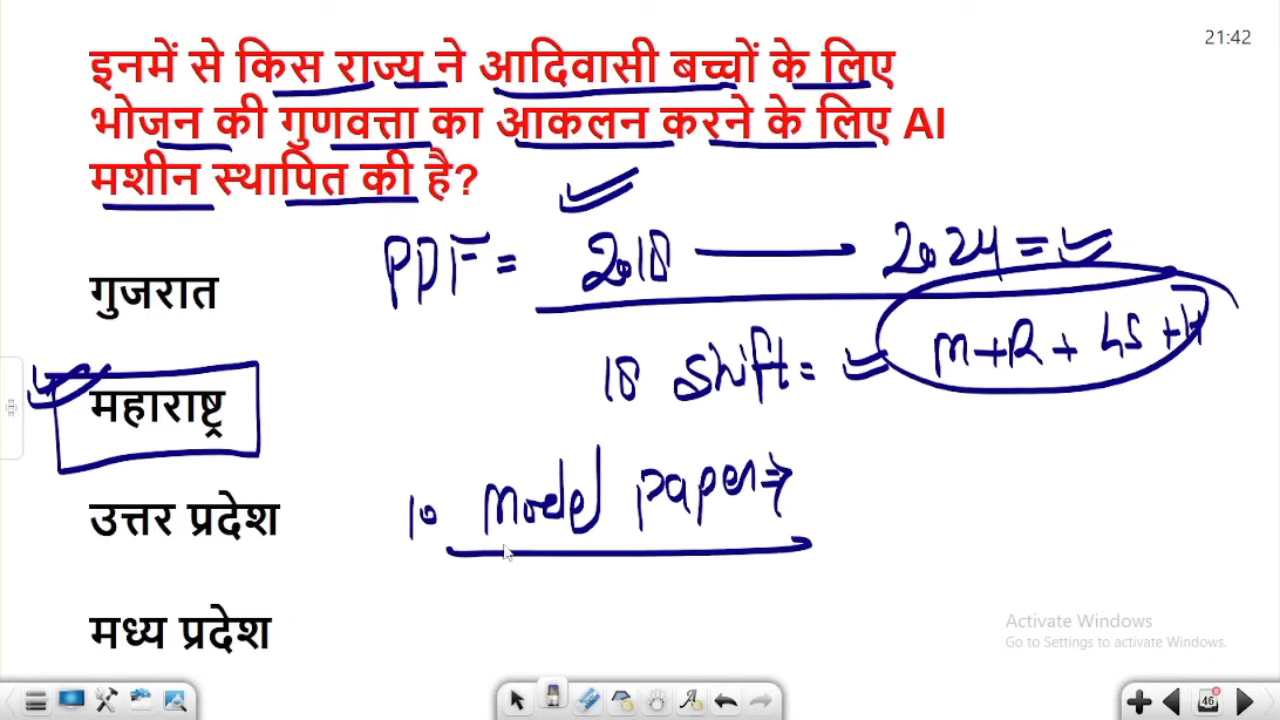 21:42
इनमें से किस राज्य ने आदिवासी बच्चों के लिए
भोजन की गुणवत्ता का आकलन करने के लिए AI
मशीन स्थापित की है?
PDF = 2018 — 2024 =
गुजरात
18 shift = M+R+ LS +H
महाराष्ट्र
10 model paper⇒
उत्तर प्रदेश
मध्य प्रदेश
Activate Windows
Go to Settings to activate Windows.
46